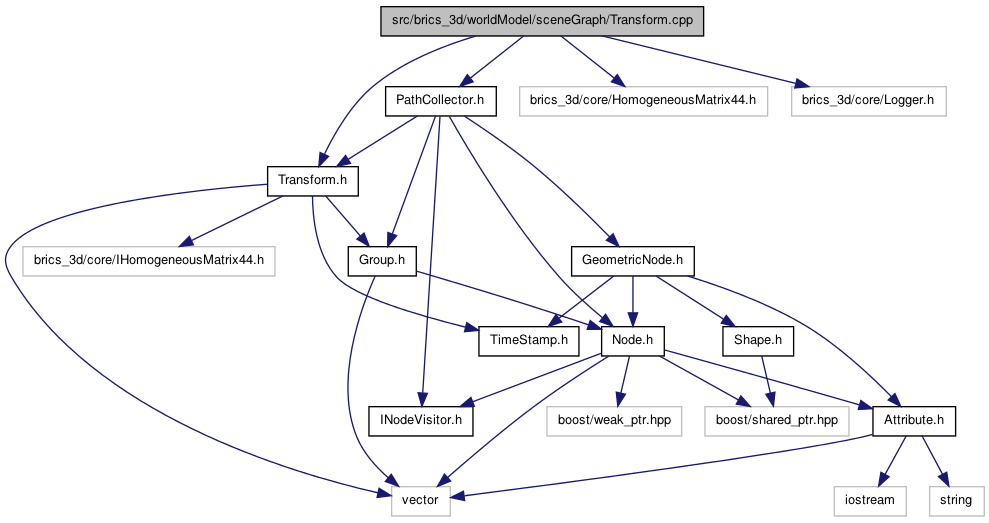 src/brics_3d/worldModel/sceneGraph/Transform.cpp
PathCollector.h
brics_3d/core/HomogeneousMatrix44.h
brics_3d/core/Logger.h
Transform.h
brics_3d/core/IHomogeneousMatrix44.h
Group.h
GeometricNode.h
TimeStamp.h
Node.h
Shape.h
INodeVisitor.h
boost/weak_ptr.hpp
boost/shared_ptr.hpp
Attribute.h
vector
iostream
string